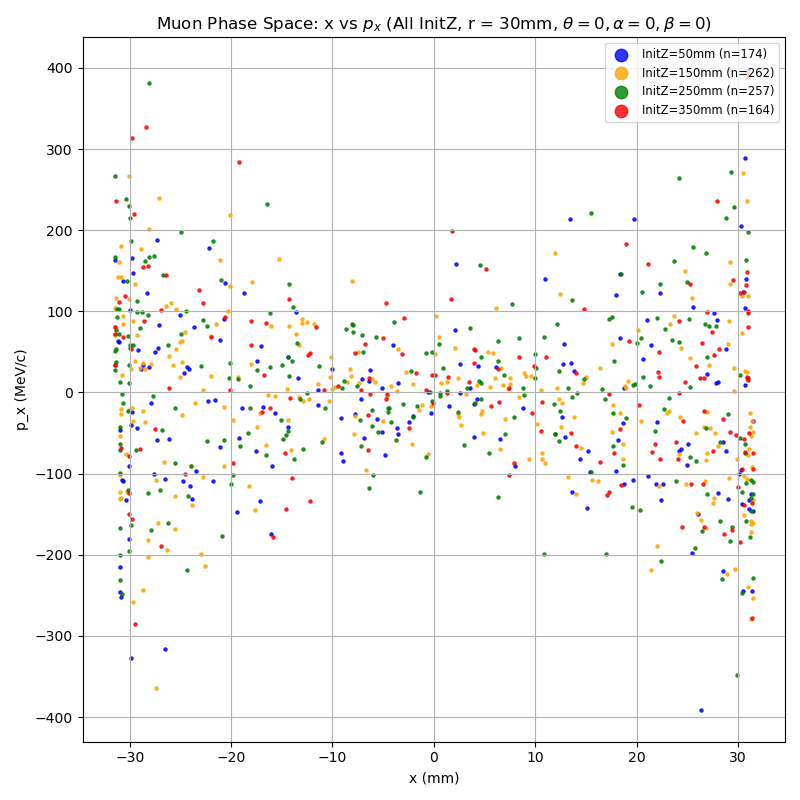 Muon Phase Space: x vs p_x (All InitZ, r = 30mm, θ = 0, α = 0, β = 0)
InitZ=50mm (n=174)
InitZ=150mm (n=262)
InitZ=250mm (n=257)
InitZ=350mm (n=164)
400
300
200
100
0
−100
−200
−300
−400
p_x (MeV/c)
−30 −20 −10 0 10 20 30
x (mm)